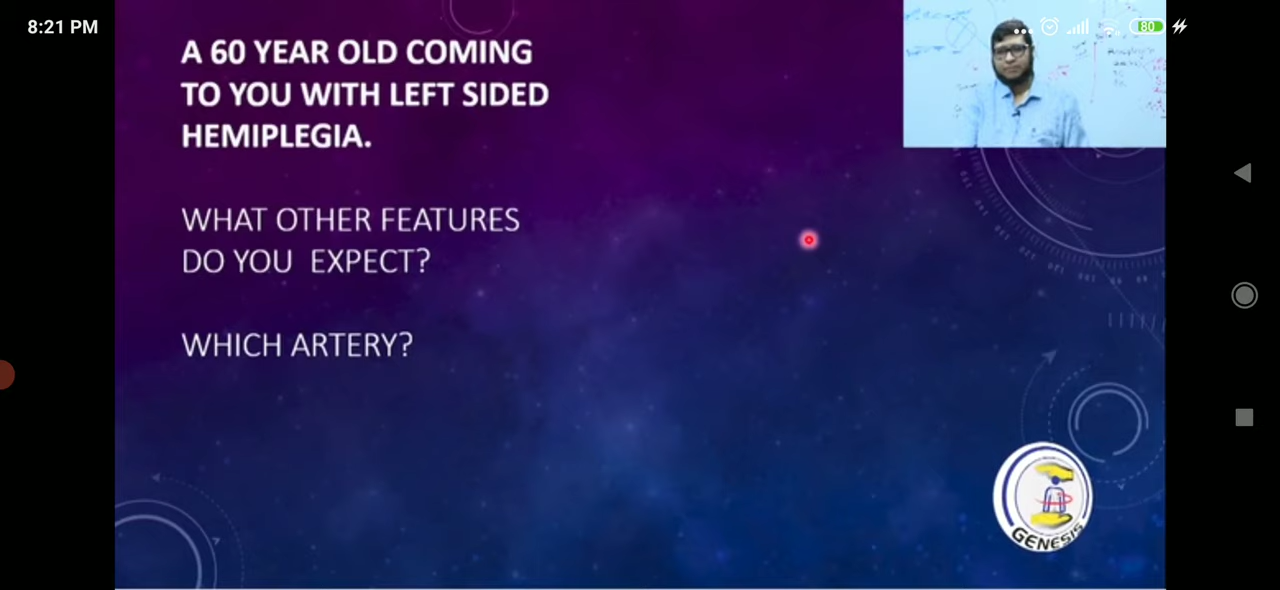 8:21 PM
80
A 60 YEAR OLD COMING
TO YOU WITH LEFT SIDED
HEMIPLEGIA.
WHAT OTHER FEATURES
DO YOU EXPECT?
WHICH ARTERY?
GENESIS